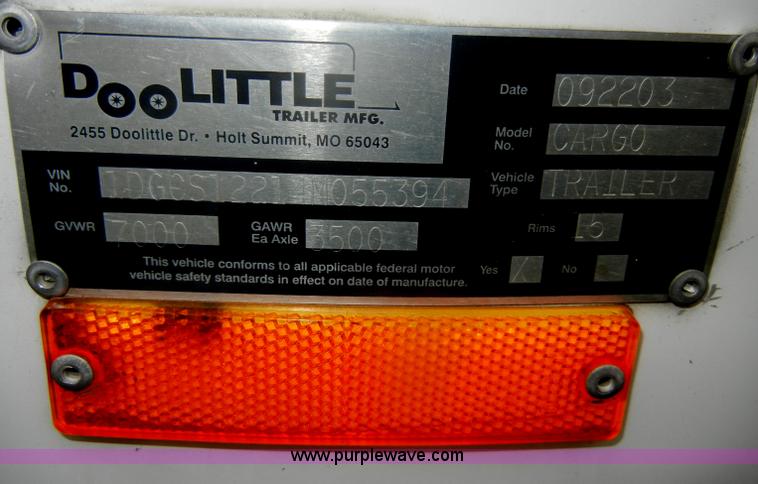 DOOLITTLE
TRAILER MFG.
2455 Doolittle Dr. • Holt Summit, MO 65043
Date 092203
Model No. CARGO
VIN No.
Vehicle Type TRAILER
GVWR 7000
GAWR Ea Axle 3500
Rims 15
This vehicle conforms to all applicable federal motor
vehicle safety standards in effect on date of manufacture.
Yes / No
www.purplewave.com